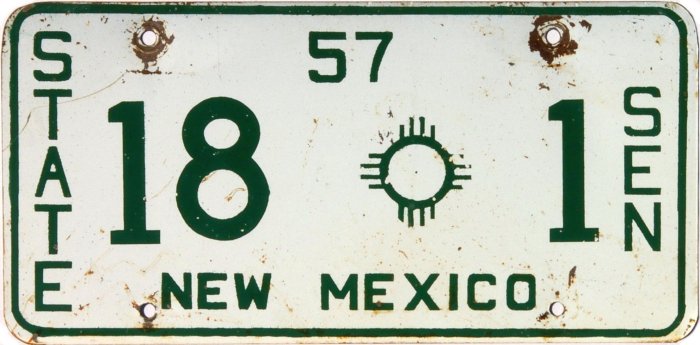 57
STATE
18 1
SEN
NEW MEXICO